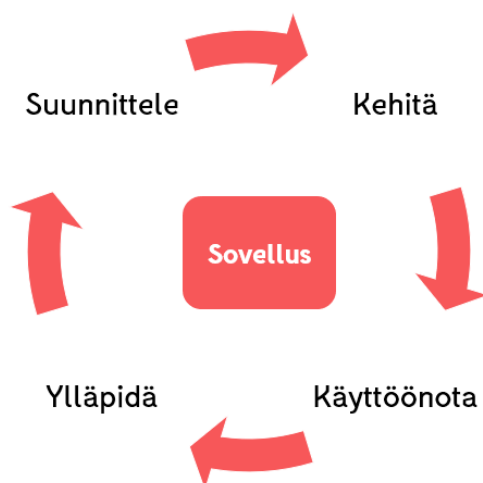 Suunnittele
Kehitä
Sovellus
Ylläpidä
Käyttöönota